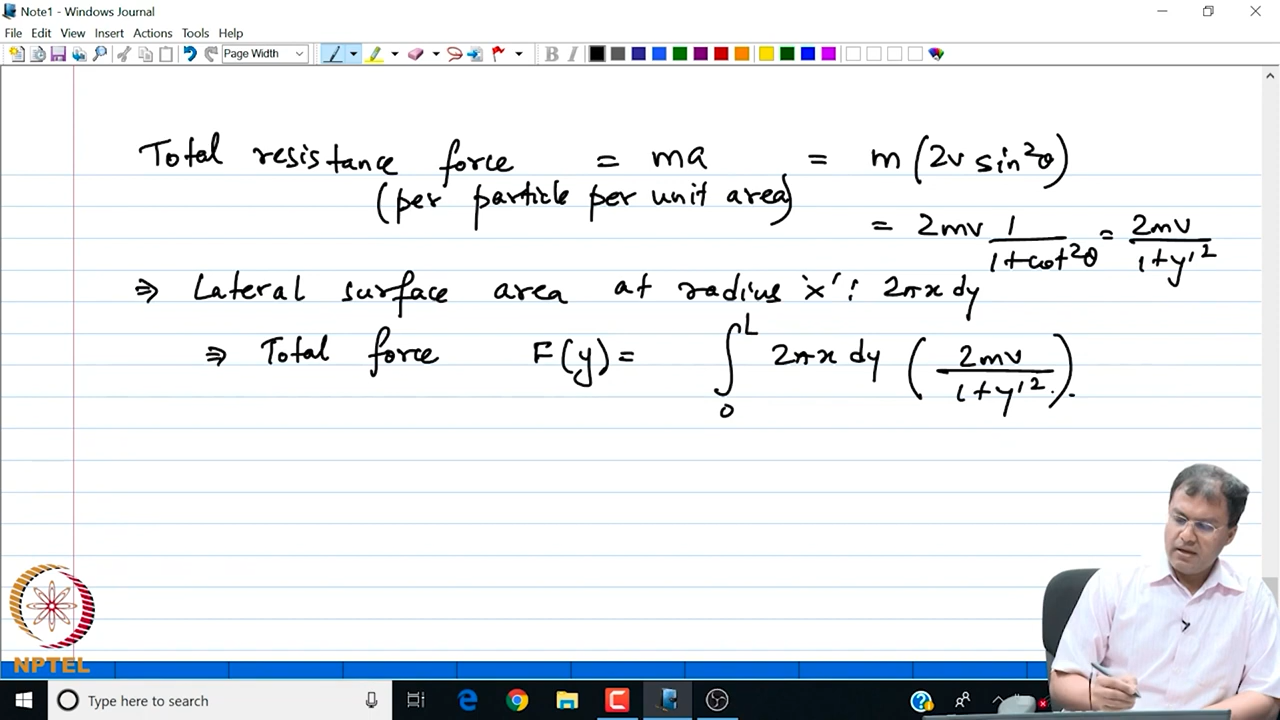 Note1 - Windows Journal
File Edit View Insert Actions Tools Help
Page Width B I
Total resistance force = ma = m(2v sin²θ)
(per particle per unit area)
= 2mv 1/(1+cot²θ) = 2mv/(1+y'²)
⇒ Lateral surface area at radius 'x': 2πx dy
⇒ Total force F(y) = ∫₀ᴸ 2πx dy (2mv/(1+y'²)).
NPTEL
Type here to search